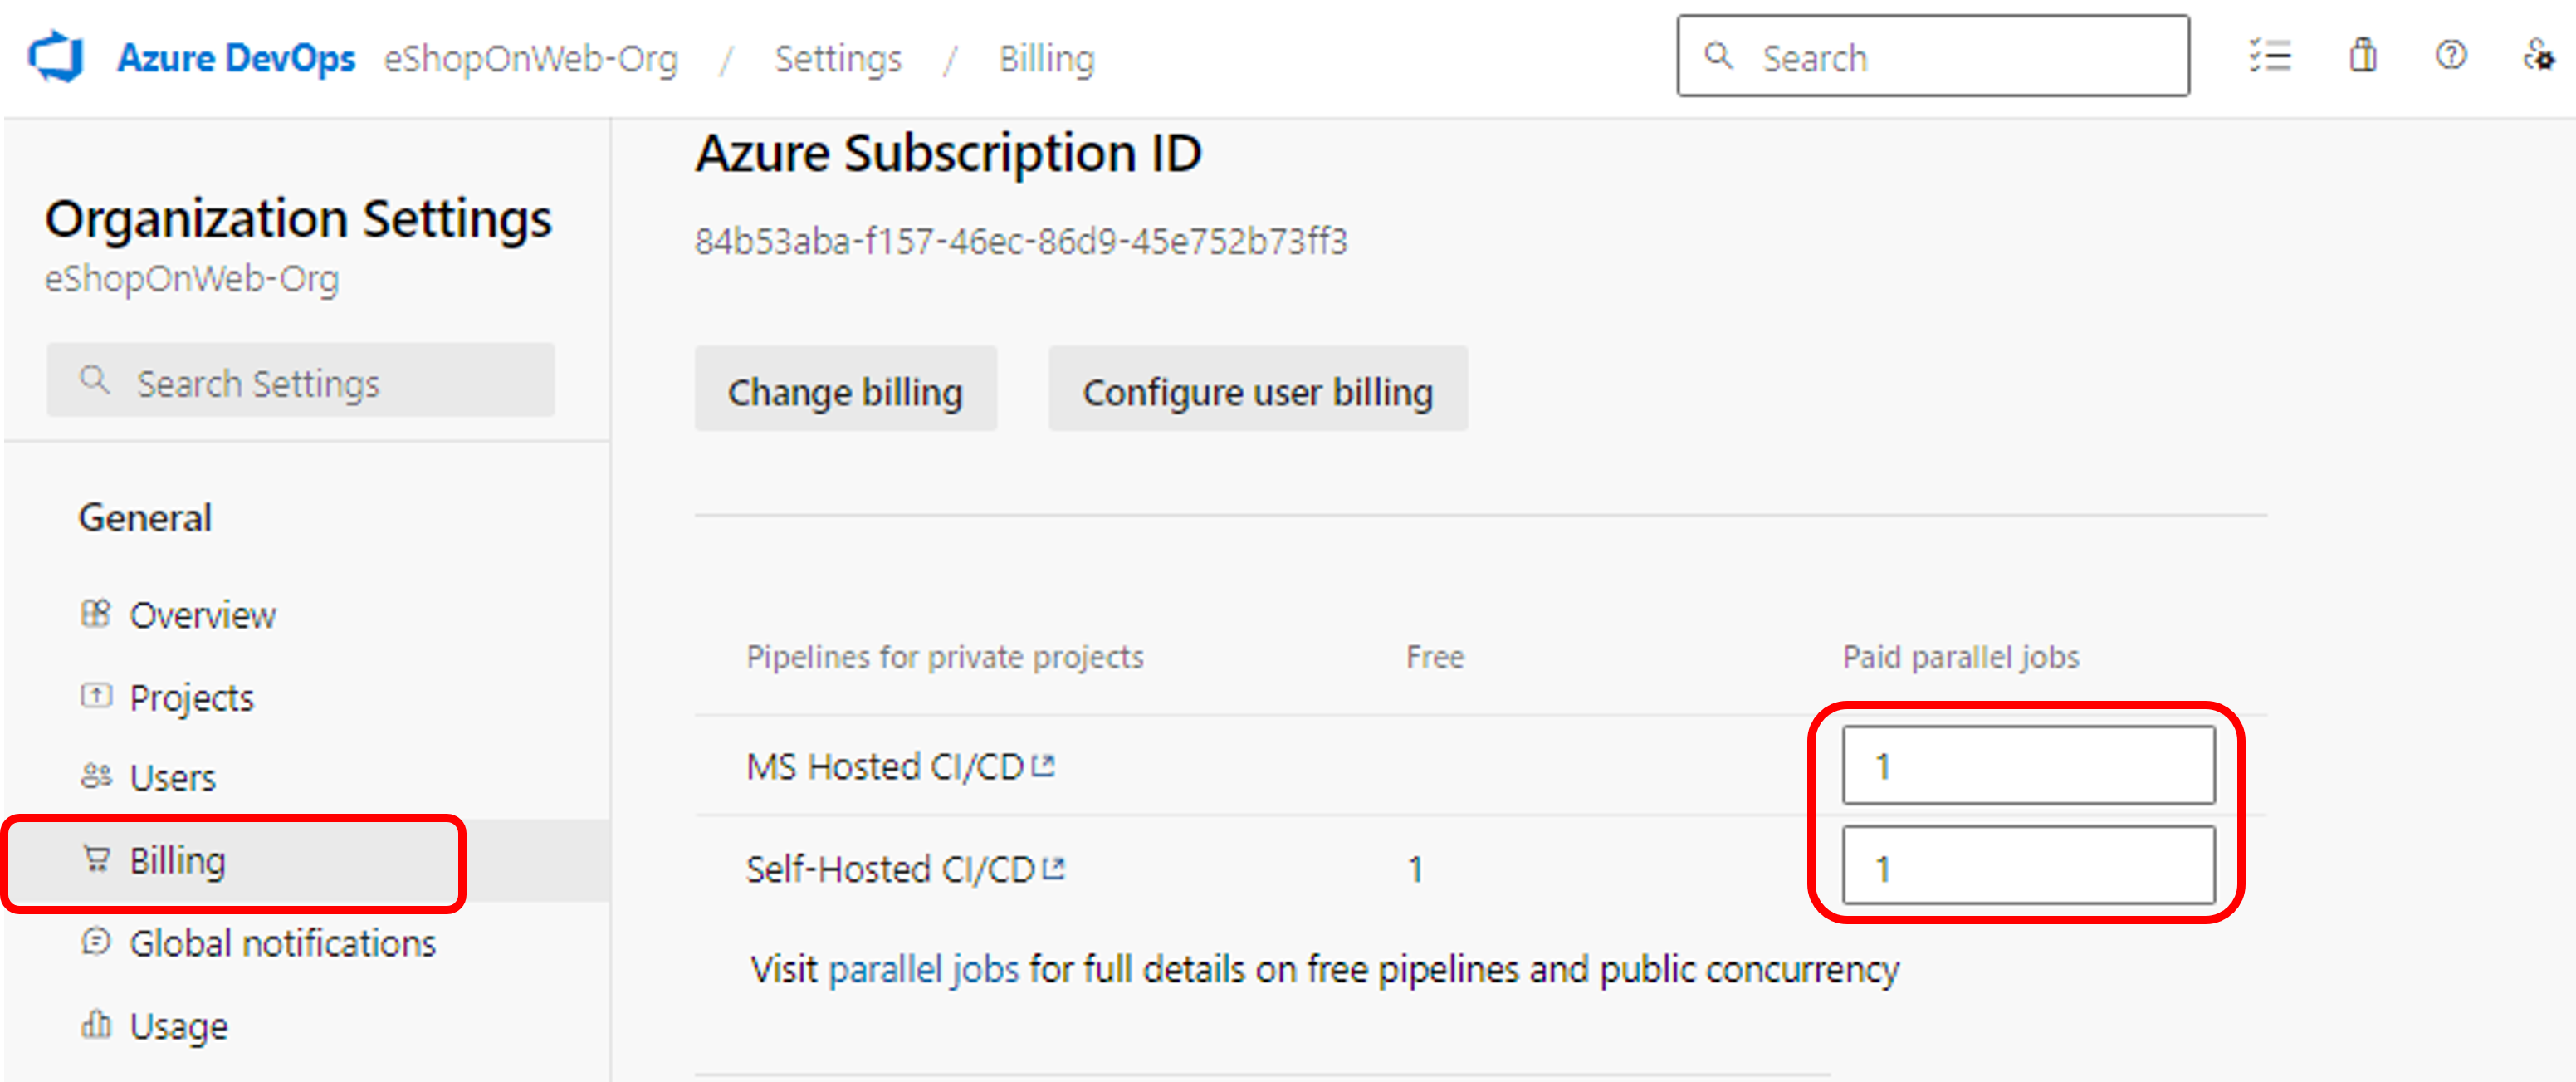 Azure DevOps eShopOnWeb-Org / Settings / Billing
Search
Organization Settings
eShopOnWeb-Org
Search Settings
General
Overview
Projects
Users
Billing
Global notifications
Usage
Azure Subscription ID
84b53aba-f157-46ec-86d9-45e752b73ff3
Change billing Configure user billing
Pipelines for private projects Free Paid parallel jobs
MS Hosted CI/CD 1
Self-Hosted CI/CD 1 1
Visit parallel jobs for full details on free pipelines and public concurrency